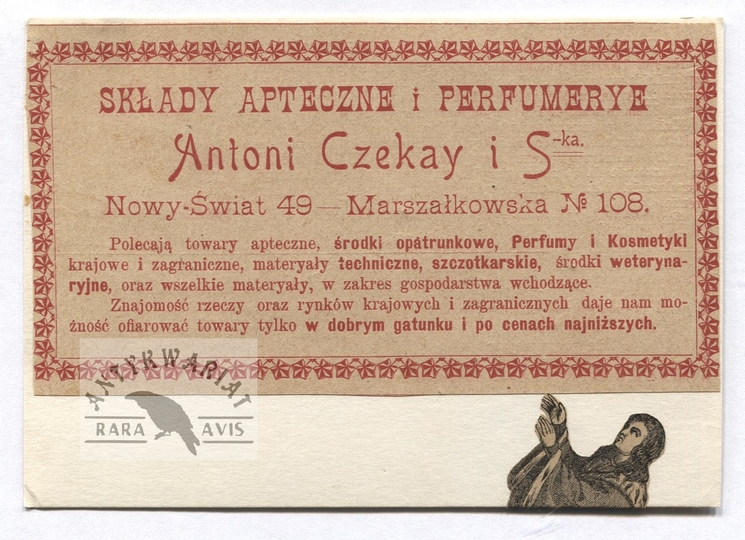 SKŁADY APTECZNE i PERFUMERYE
Antoni Czekay i S-ka.
Nowy-Świat 49 — Marszałkowska № 108.
Polecają towary apteczne, środki opatrunkowe, Perfumy i Kosmetyki
krajowe i zagraniczne, materyały techniczne, szczotkarskie, środki weteryna-
ryjne, oraz wszelkie materyały, w zakres gospodarstwa wchodzące.
Znajomość rzeczy oraz rynków krajowych i zagranicznych daje nam mo-
żność ofiarować towary tylko w dobrym gatunku i po cenach najniższych.
ANTYKWARIAT
RARA AVIS